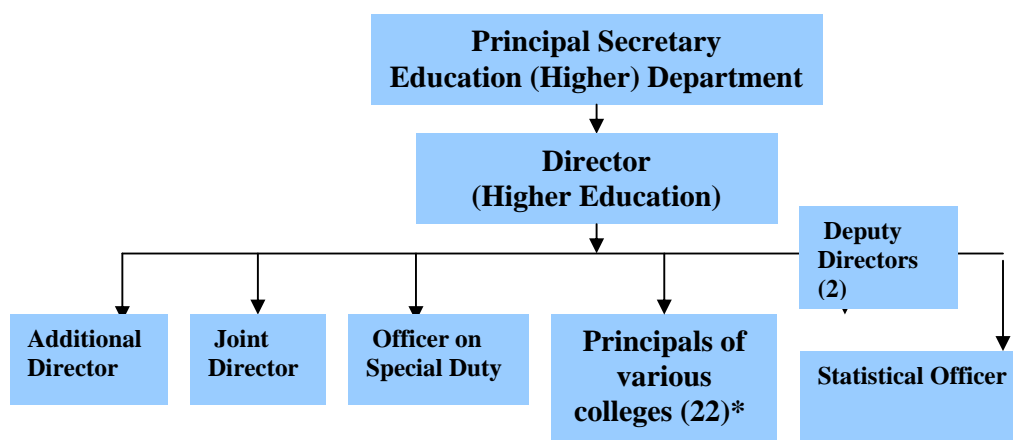 Principal Secretary
Education (Higher) Department
Director
(Higher Education)
Deputy
Directors
(2)
Additional
Director
Joint
Director
Officer on
Special Duty
Principals of
various
colleges (22)*
Statistical Officer